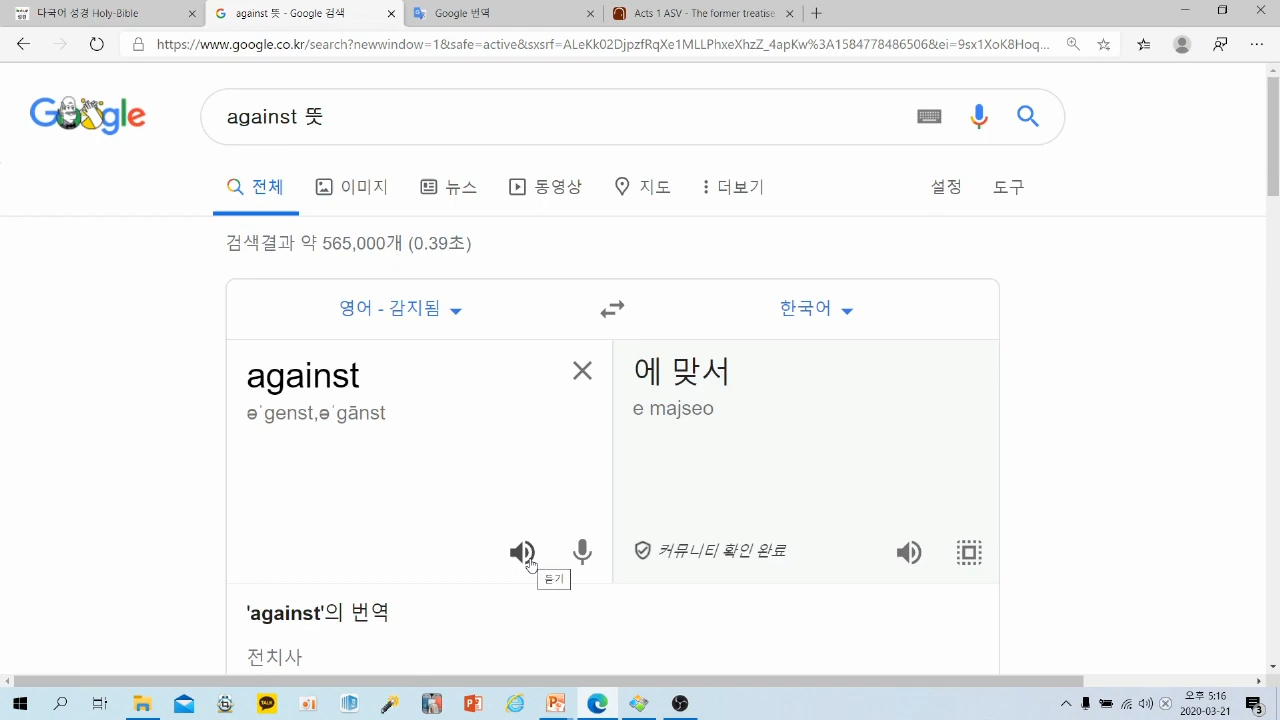 다국어 성경 Holy-Bible
against 뜻 - Google 검색
Google 번역
Acts 1 ASV - The former treatise
https://www.google.co.kr/search?newwindow=1&safe=active&sxsrf=ALeKk02DjpzfRqXe1MLLPhxeXhzZ_4apKw%3A1584778486506&ei=9sx1XoK8Hoq...
Google
against 뜻
전체
이미지
뉴스
동영상
지도
더보기
설정
도구
검색결과 약 565,000개 (0.39초)
영어 - 감지됨
한국어
against
əˈgenst,əˈgānst
에 맞서
e majseo
커뮤니티 확인 완료
듣기
'against'의 번역
전치사
TALK
오후 5:16
2020-03-21
3